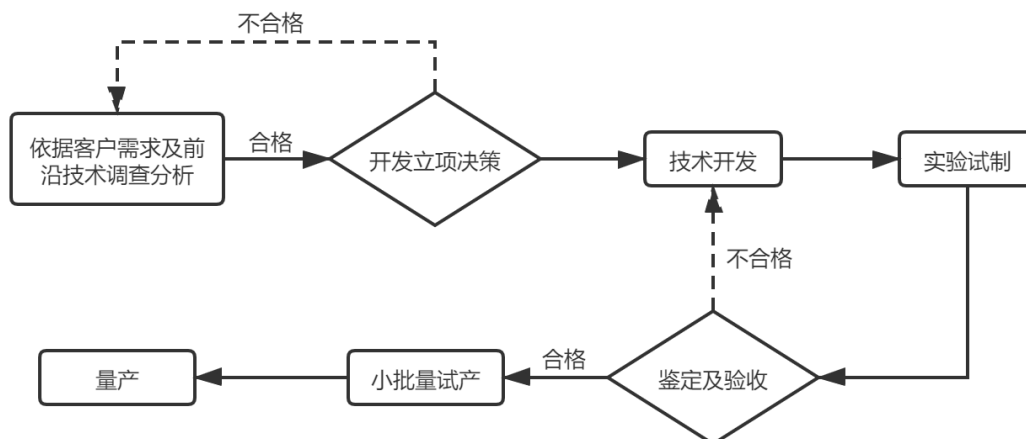 不合格
依据客户需求及前
沿技术调查分析
合格
开发立项决策
技术开发
实验试制
不合格
量产
小批量试产
合格
鉴定及验收